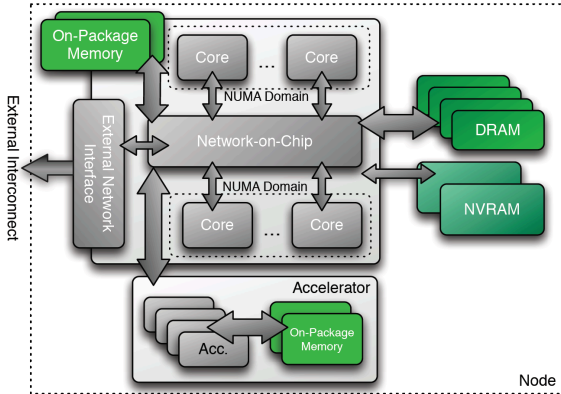 On-Package
Memory
Core
...
Core
NUMA Domain
External Interconnect
External Network
Interface
Network-on-Chip
DRAM
NUMA Domain
Core
...
Core
NVRAM
Accelerator
Acc.
On-Package
Memory
Node